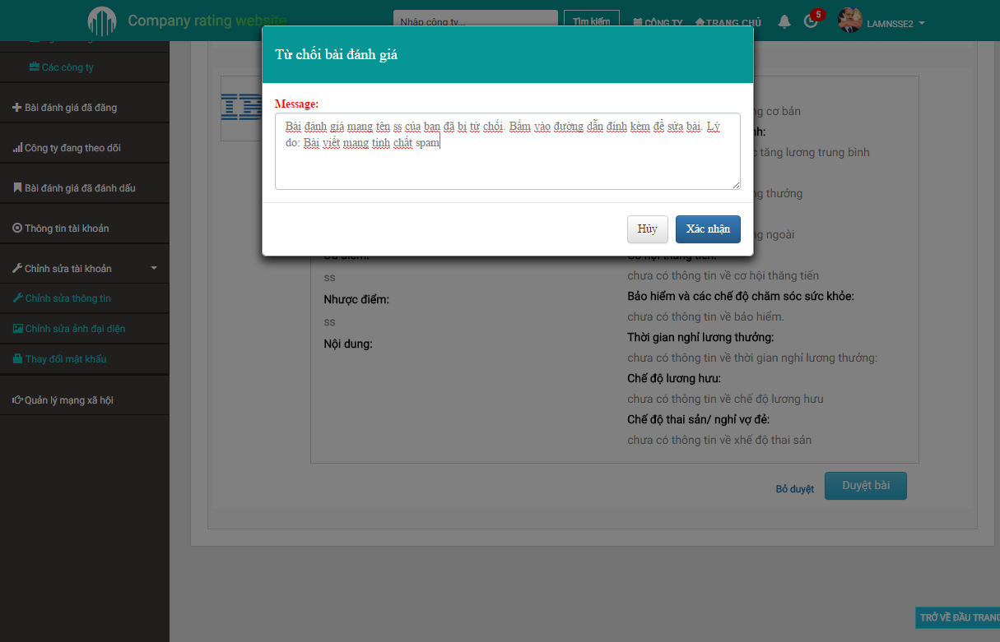 Company rating website
Nhập công ty...
Tìm kiếm
CÔNG TY
TRANG CHỦ
5
LAMNSSE2
Các công ty
Bài đánh giá đã đăng
Công ty đang theo dõi
Bài đánh giá đã đánh dấu
Thông tin tài khoản
Chỉnh sửa tài khoản
Chỉnh sửa thông tin
Chỉnh sửa ảnh đại diện
Thay đổi mật khẩu
Quản lý mạng xã hội
Từ chối bài đánh giá
Message:
Bài đánh giá mang tên ss của bạn đã bị từ chối. Bấm vào đường dẫn đính kèm để sửa bài. Lý
do: Bài viết mang tính chất spam
Hủy
Xác nhận
cơ bản
tăng lương trung bình
thưởng
ngoài
Ưu điểm:
ss
Nhược điểm:
ss
Nội dung:
Cơ hội thăng tiến:
chưa có thông tin về cơ hội thăng tiến
Bảo hiểm và các chế độ chăm sóc sức khỏe:
chưa có thông tin về bảo hiểm.
Thời gian nghỉ lương thưởng:
chưa có thông tin về thời gian nghỉ lương thưởng:
Chế độ lương hưu:
chưa có thông tin về chế độ lương hưu
Chế độ thai sản/ nghỉ vợ đẻ:
chưa có thông tin về xhế độ thai sản
Bỏ duyệt
Duyệt bài
TRỞ VỀ ĐẦU TRANG